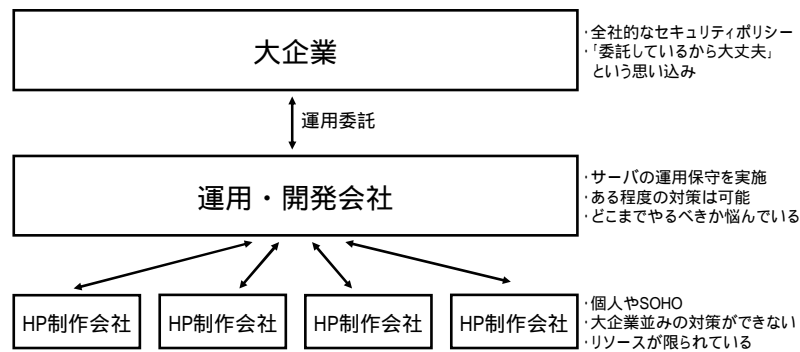 大企業
・全社的なセキュリティポリシー
・「委託しているから大丈夫」
という思い込み
運用委託
運用・開発会社
・サーバの運用保守を実施
・ある程度の対策は可能
・どこまでやるべきか悩んでいる
HP制作会社
HP制作会社
HP制作会社
HP制作会社
・個人やSOHO
・大企業並みの対策ができない
・リソースが限られている